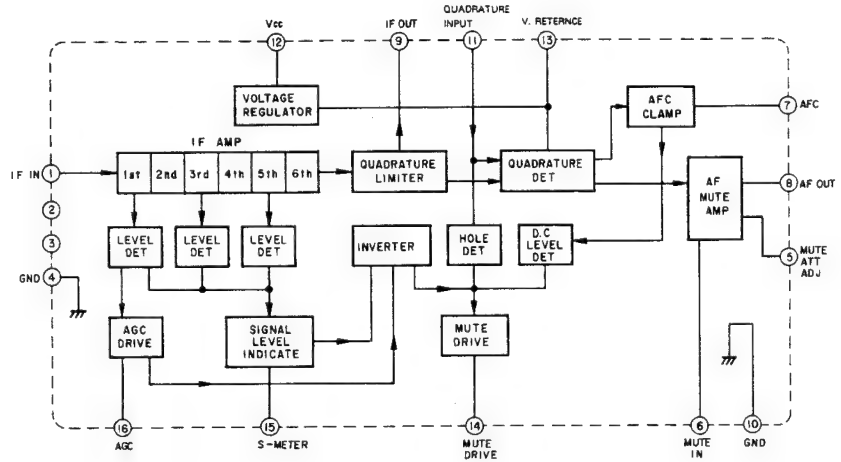 QUADRATURE
INPUT
Vcc
IF OUT
V. RETERNCE
12
9
11
13
VOLTAGE
REGULATOR
AFC
CLAMP
7
AFC
IF AMP
IF IN
1
1st
2nd
3rd
4th
5th
6th
QUADRATURE
LIMITER
QUADRATURE
DET
AF
MUTE
AMP
8
AF OUT
2
3
GND
4
LEVEL
DET
LEVEL
DET
LEVEL
DET
INVERTER
HOLE
DET
D.C
LEVEL
DET
5
MUTE
ATT
ADJ
AGC
DRIVE
SIGNAL
LEVEL
INDICATE
MUTE
DRIVE
16
15
14
6
10
AGC
S-METER
MUTE
DRIVE
MUTE
IN
GND